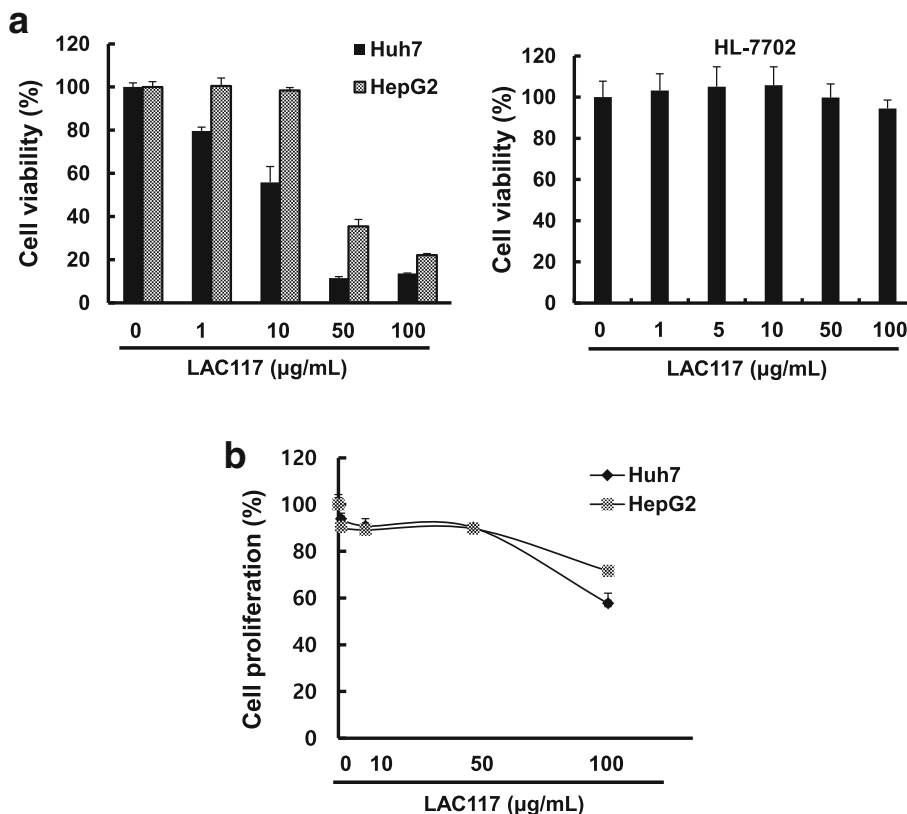 a
120
100
80
60
40
20
0
Cell viability (%)
Huh7
HepG2
0 1 10 50 100
LAC117 (µg/mL)
HL-7702
120
100
80
60
40
20
0
Cell viability (%)
0 1 5 10 50 100
LAC117 (µg/mL)
b
120
100
80
60
40
20
0
Cell proliferation (%)
Huh7
HepG2
0 10 50 100
LAC117 (µg/mL)